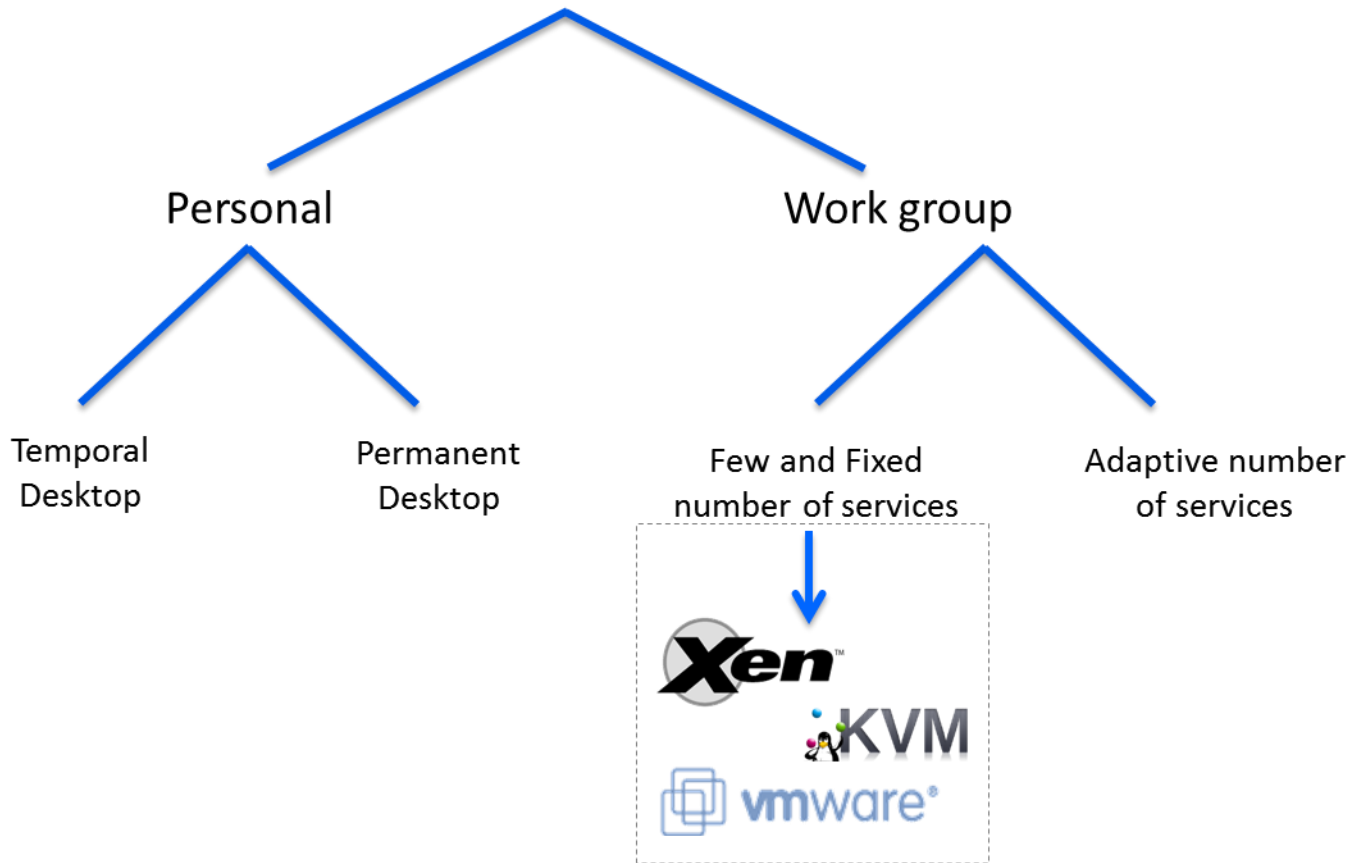 Personal
Work group
Temporal
Desktop
Permanent
Desktop
Few and Fixed
number of services
Adaptive number
of services
Xen™
KVM
vmware®